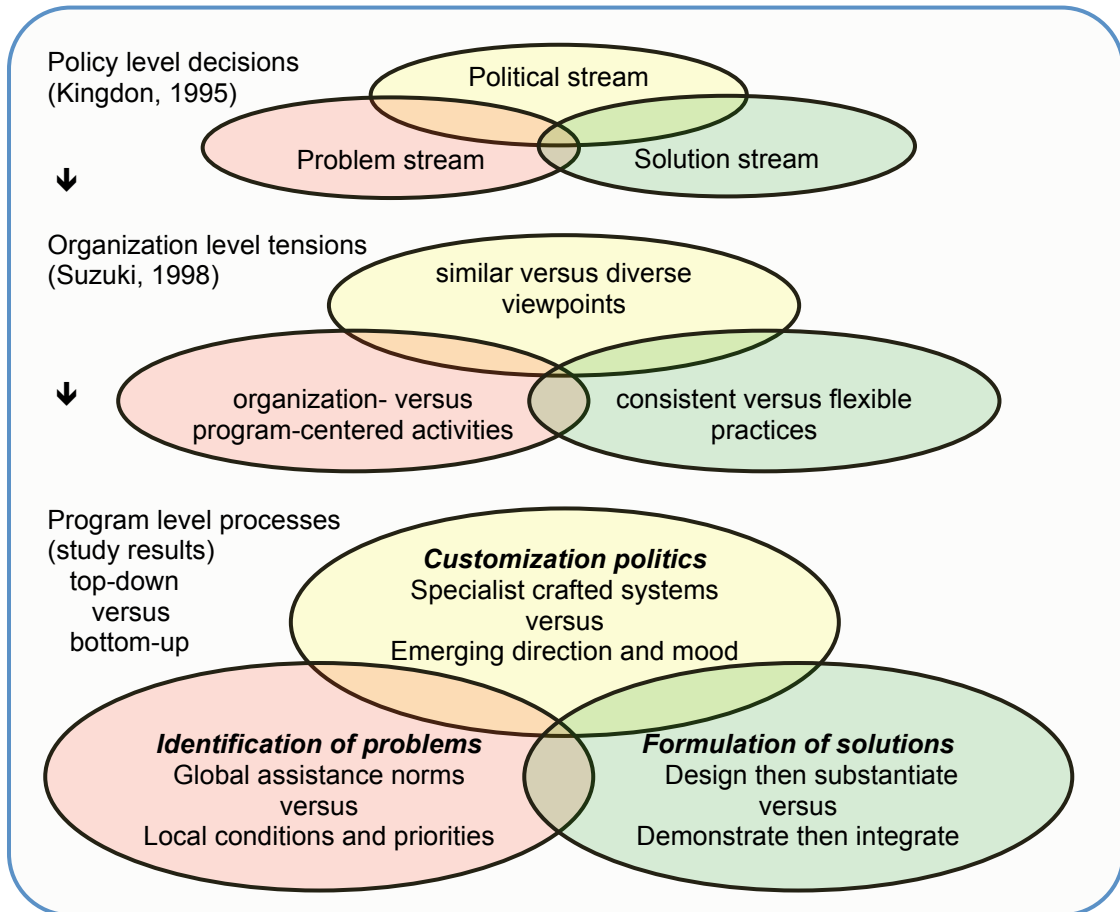 Policy level decisions
(Kingdon, 1995)
Political stream
Problem stream
Solution stream
Organization level tensions
(Suzuki, 1998)
similar versus diverse
viewpoints
organization- versus
program-centered activities
consistent versus flexible
practices
Program level processes
(study results)
top-down
versus
bottom-up
Customization politics
Specialist crafted systems
versus
Emerging direction and mood
Identification of problems
Global assistance norms
versus
Local conditions and priorities
Formulation of solutions
Design then substantiate
versus
Demonstrate then integrate